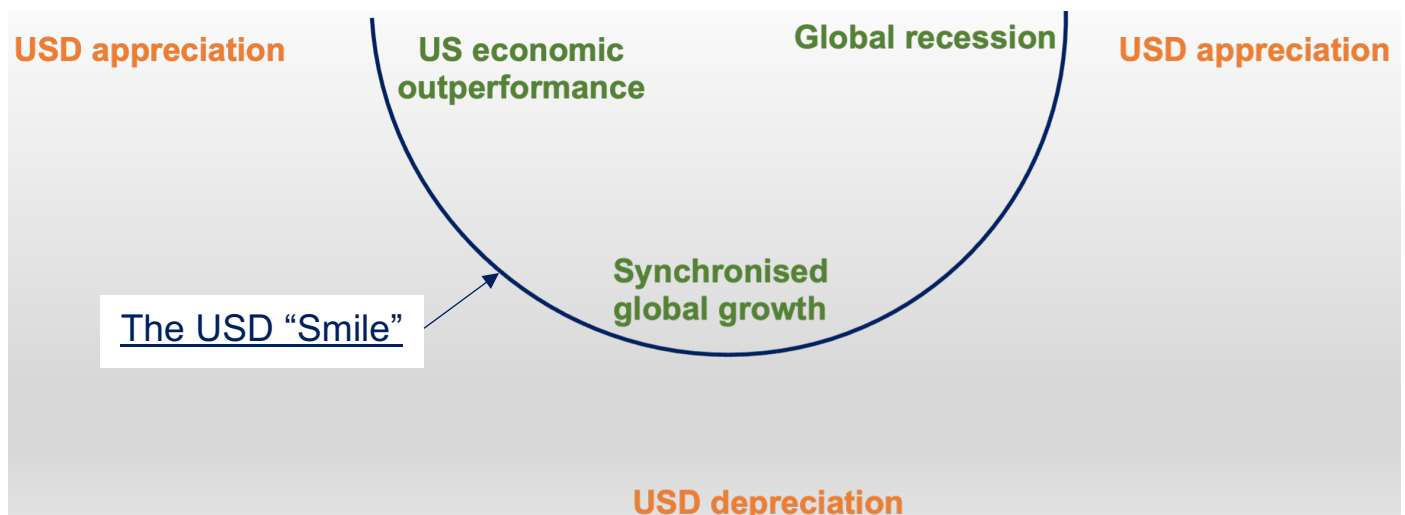 USD appreciation
US economic
outperformance
Global recession
USD appreciation
Synchronised
global growth
The USD “Smile”
USD depreciation